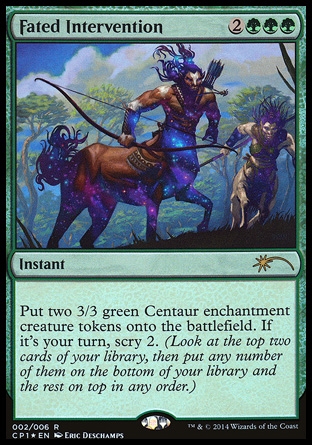 Fated Intervention 2
Instant
Put two 3/3 green Centaur enchantment
creature tokens onto the battlefield. If
it's your turn, scry 2. (Look at the top two
cards of your library, then put any number
of them on the bottom of your library and
the rest on top in any order.)
002/006 R
CP1★EN Eric Deschamps
™ & © 2014 Wizards of the Coast